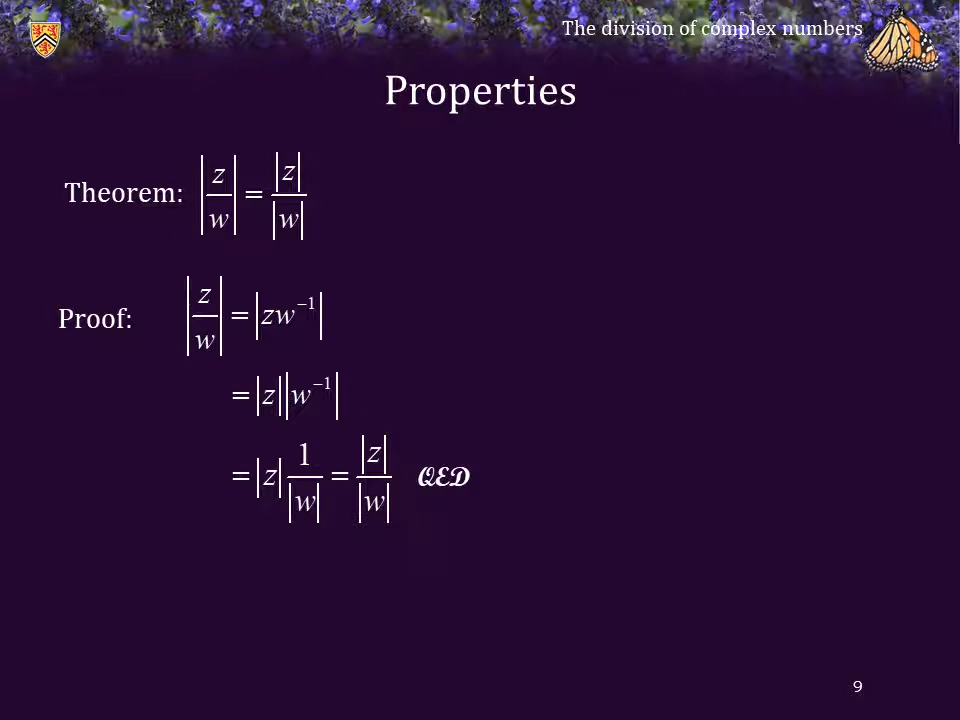 The division of complex numbers
Properties
Theorem: |z/w| = |z|/|w|
Proof: |z/w| = |zw⁻¹|
= |z||w⁻¹|
= |z| 1/|w| = |z|/|w| QED
9